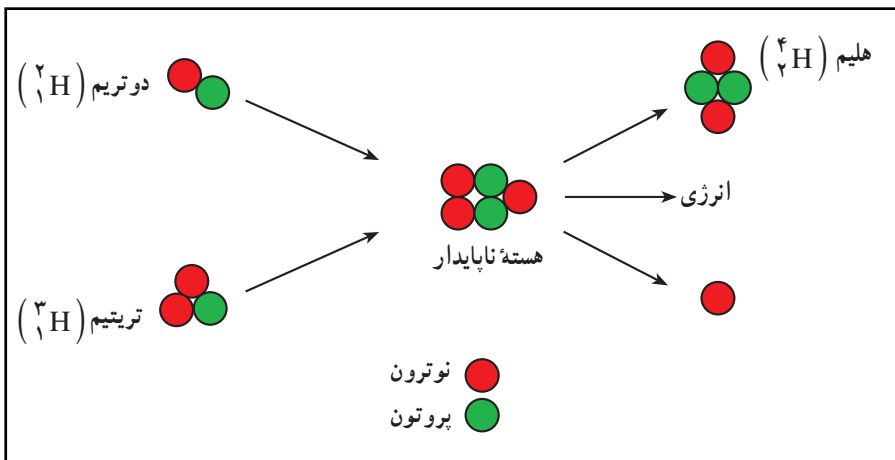 دوتریم (²₁H)
هلیم (⁴₂H)
انرژی
هستهٔ ناپایدار
تریتیم (³₁H)
نوترون
پروتون